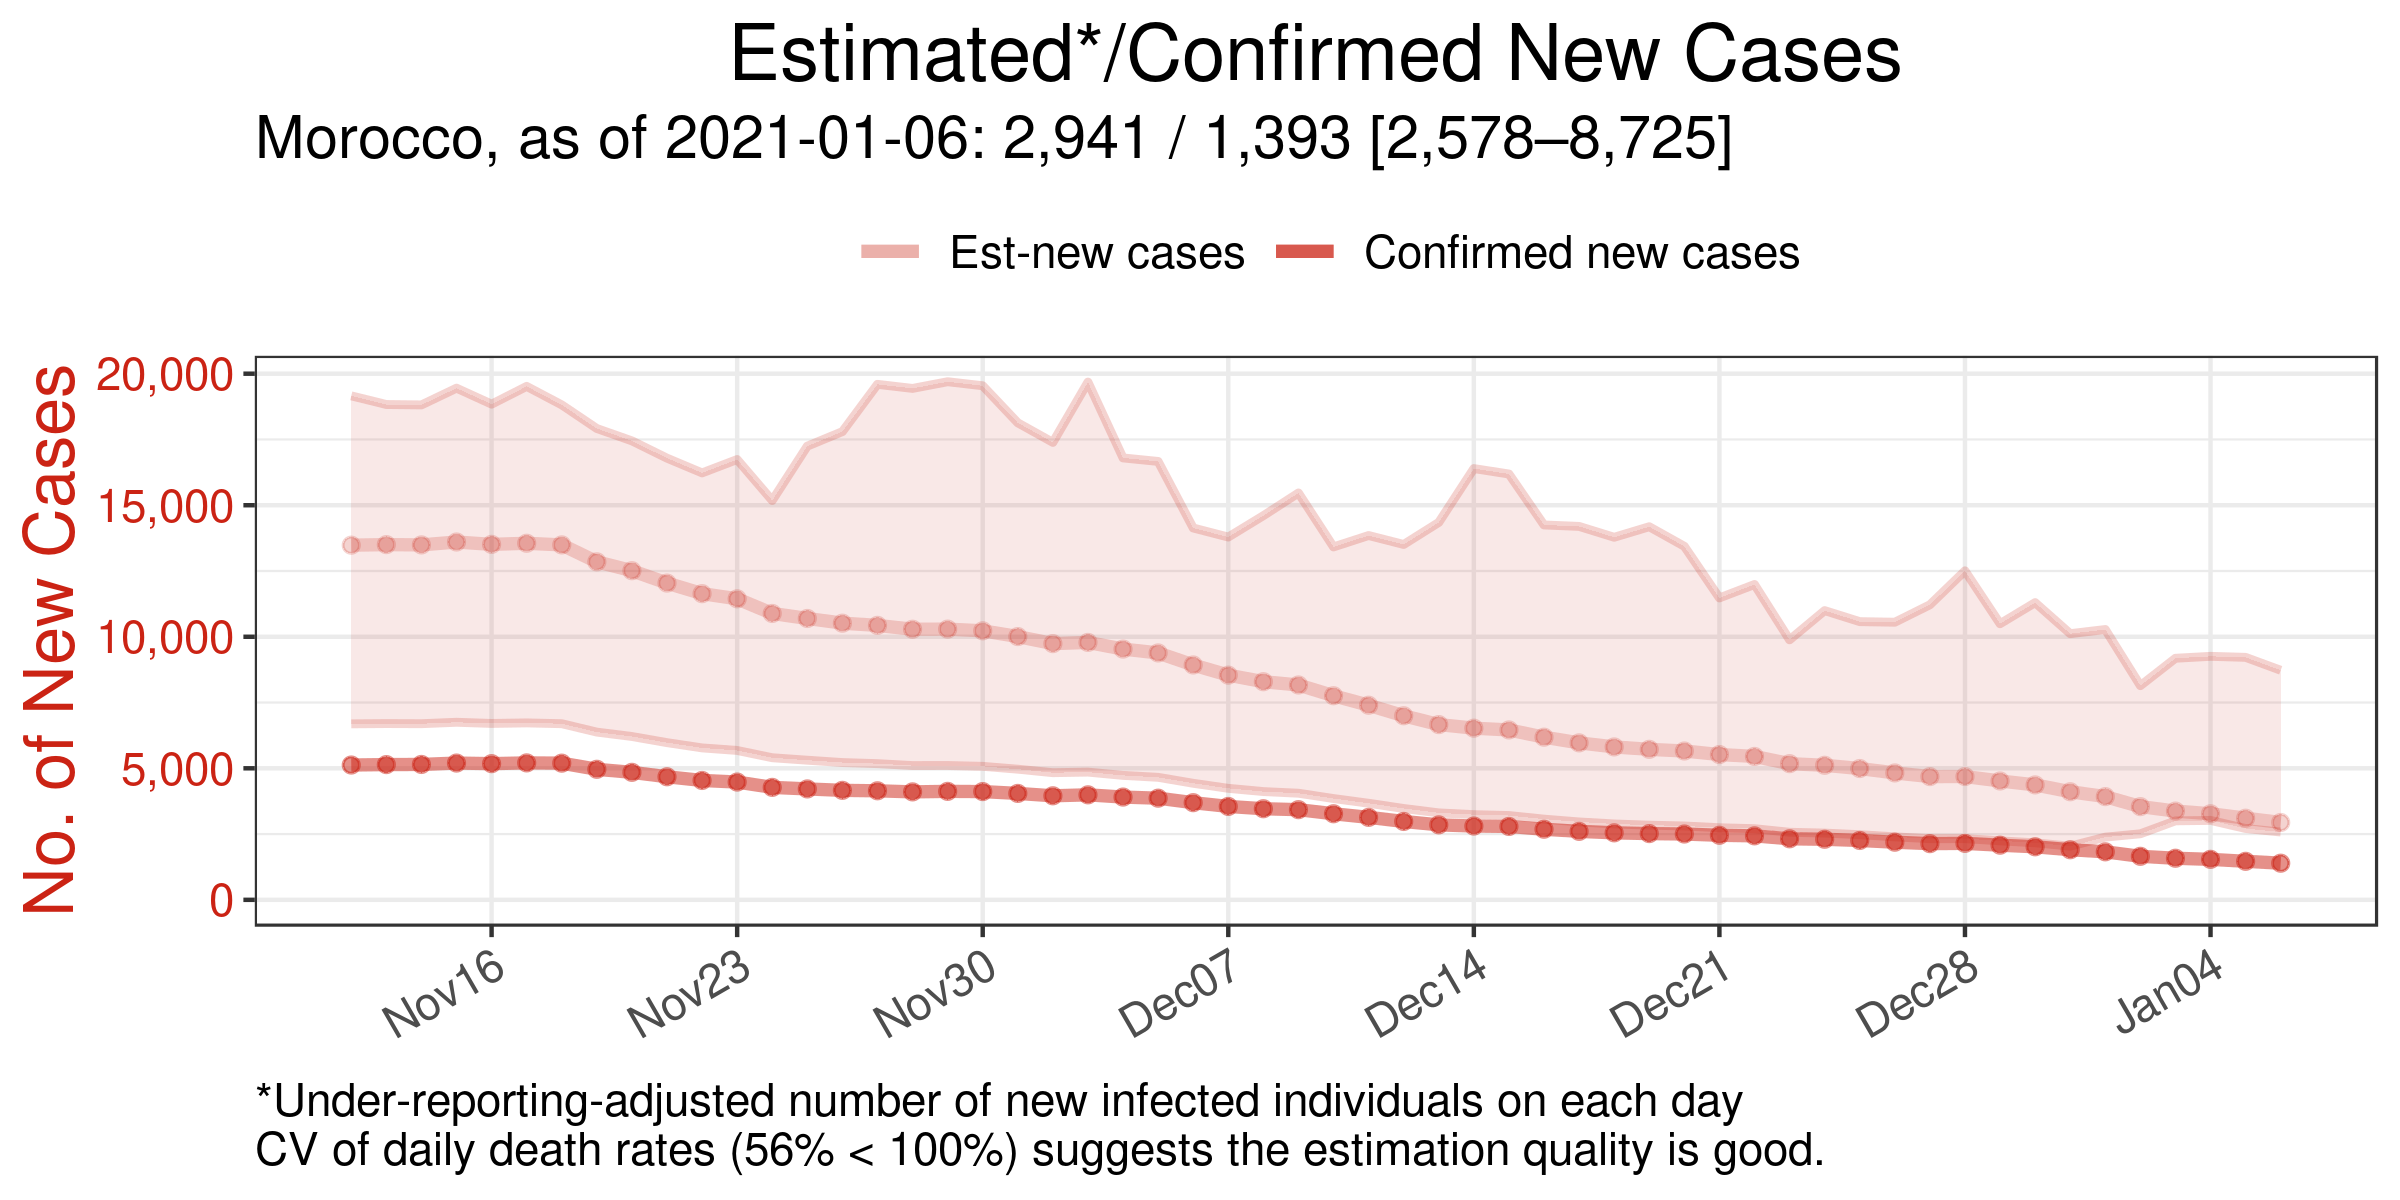 Estimated*/Confirmed New Cases
Morocco, as of 2021-01-06: 2,941 / 1,393 [2,578–8,725]
Est-new cases Confirmed new cases
No. of New Cases
20,000
15,000
10,000
5,000
0
Nov16 Nov23 Nov30 Dec07 Dec14 Dec21 Dec28 Jan04
*Under-reporting-adjusted number of new infected individuals on each day
CV of daily death rates (56% < 100%) suggests the estimation quality is good.